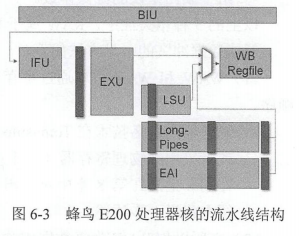 BIU
IFU
EXU
WB
Regfile
LSU
Long-
Pipes
EAI
图 6-3 蜂鸟 E200 处理器核的流水线结构